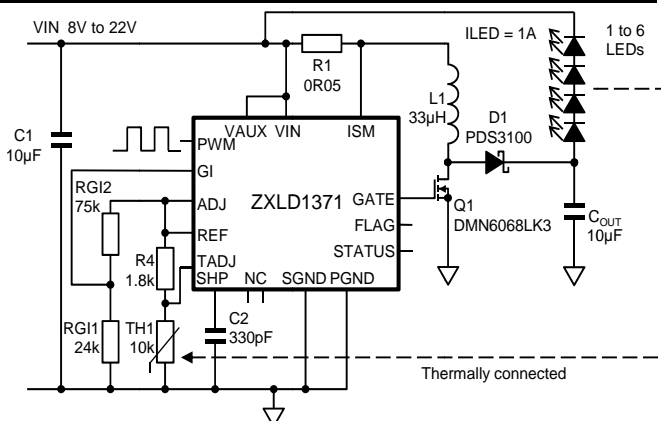 VIN 8V to 22V
ILED = 1A
1 to 6
LEDs
R1
0R05
L1
33µH
D1
PDS3100
C1
10µF
VAUX
VIN
ISM
PWM
GI
RGI2
75k
ADJ
ZXLD1371
GATE
Q1
DMN6068LK3
COUT
10µF
FLAG
REF
STATUS
R4
1.8k
TADJ
SHP
NC
SGND
PGND
C2
330pF
RGI1
24k
TH1
10k
Thermally connected